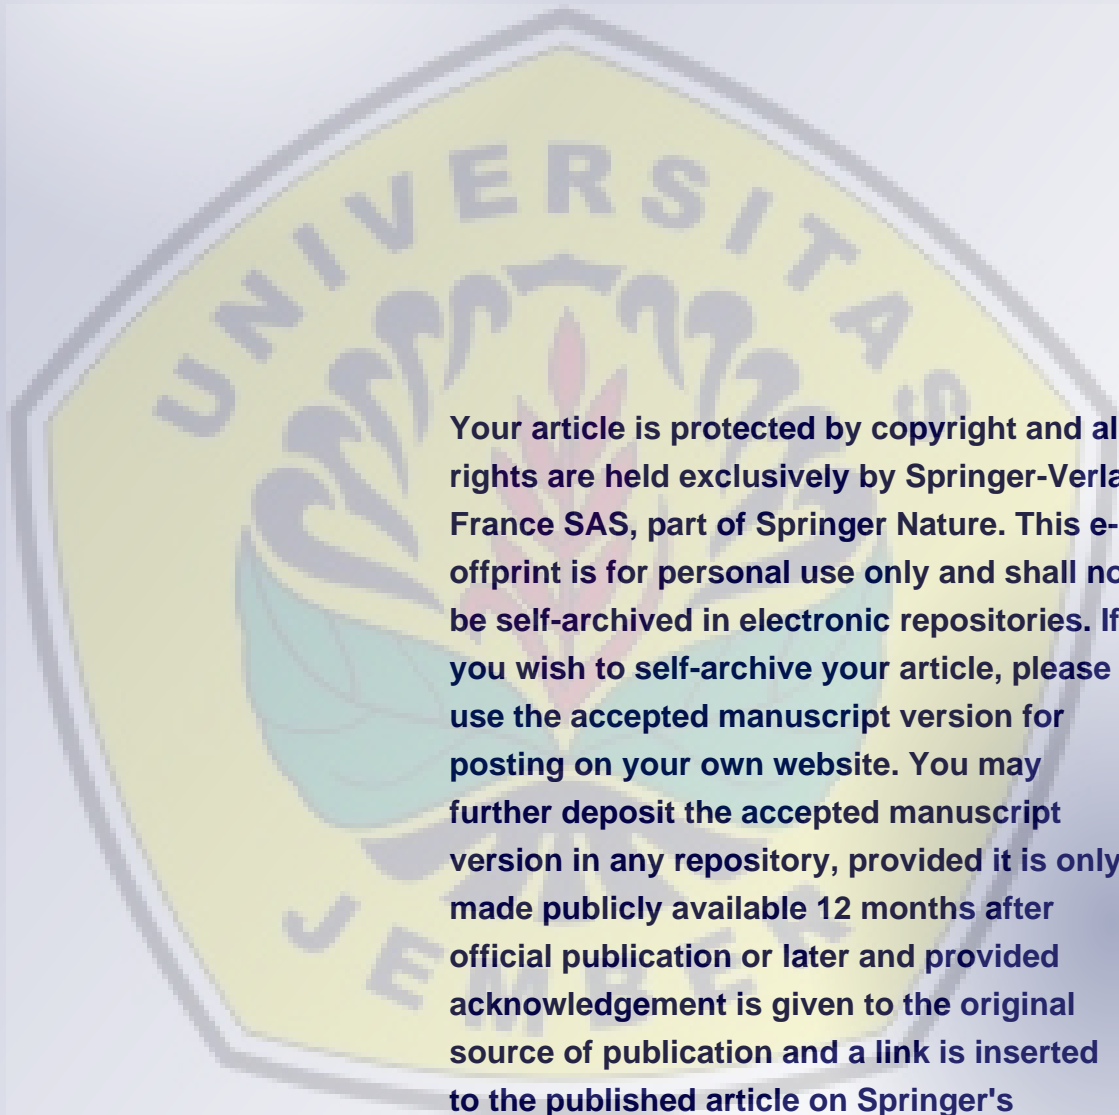 UNIVERSITAS
Your article is protected by copyright and al
rights are held exclusively by Springer-Verla
France SAS, part of Springer Nature. This e-
offprint is for personal use only and shall no
be self-archived in electronic repositories. If
you wish to self-archive your article, please
use the accepted manuscript version for
posting on your own website. You may
further deposit the accepted manuscript
version in any repository, provided it is only
made publicly available 12 months after
official publication or later and provided
acknowledgement is given to the original
source of publication and a link is inserted
to the published article on Springer's
JEMBER